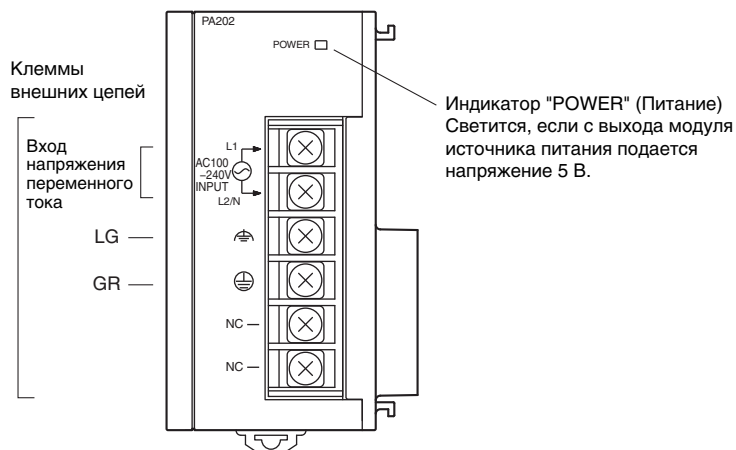 PA202
POWER
Клеммы
внешних цепей
Индикатор "POWER" (Питание)
Светится, если с выхода модуля
источника питания подается
напряжение 5 В.
Вход
напряжения
переменного
тока
L1
AC100
–240V
INPUT
L2/N
LG
GR
NC
NC